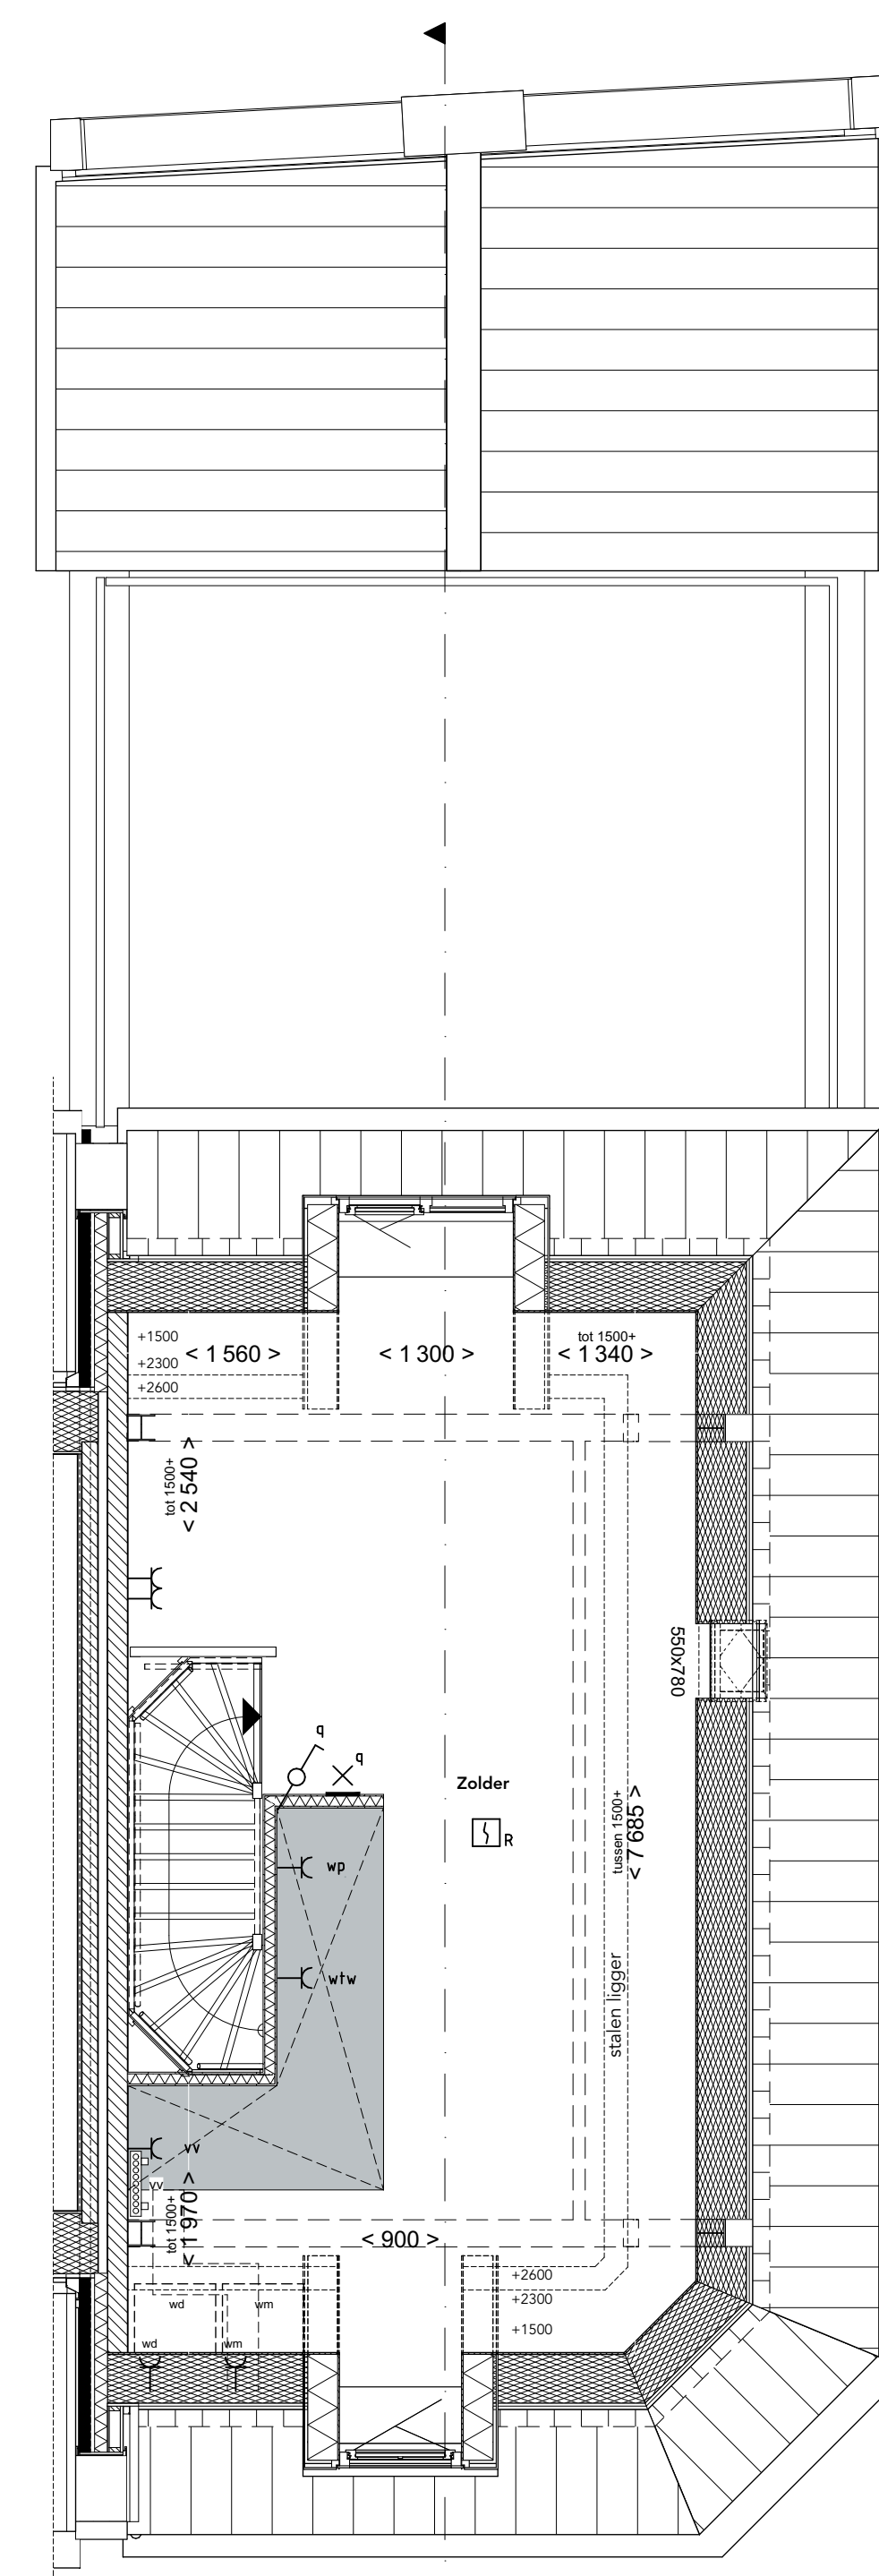 +1500
+2300
+2600
< 1 560 >
< 1 300 >
tot 1500+
< 1 340 >
tot 1500+
< 2 540 >
550x780
q
q
Zolder
R
tussen 1500+
< 7 685 >
wp
wtw
stalen ligger
vv
vv
tot 1500+
< 1 970 >
< 900 >
+2600
+2300
+1500
wd
wm
wd
wm